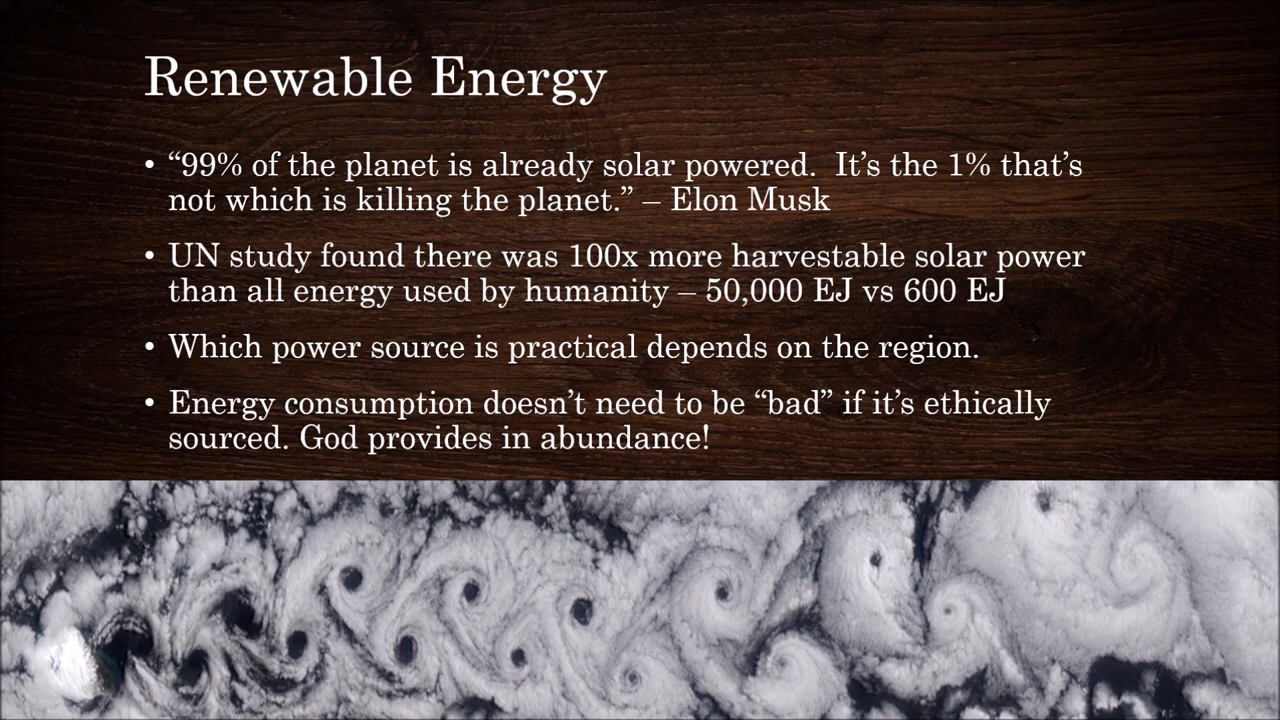 Renewable Energy
• “99% of the planet is already solar powered.  It’s the 1% that’s
not which is killing the planet.” – Elon Musk
• UN study found there was 100x more harvestable solar power
than all energy used by humanity – 50,000 EJ vs 600 EJ
• Which power source is practical depends on the region.
• Energy consumption doesn’t need to be “bad” if it’s ethically
sourced. God provides in abundance!